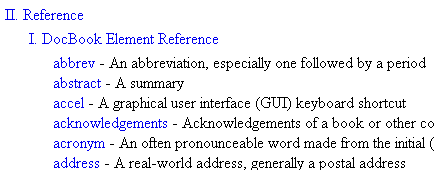 II. Reference
I. DocBook Element Reference
abbrev - An abbreviation, especially one followed by a period
abstract - A summary
accel - A graphical user interface (GUI) keyboard shortcut
acknowledgements - Acknowledgements of a book or other co
acronym - An often pronounceable word made from the initial (
address - A real-world address, generally a postal address